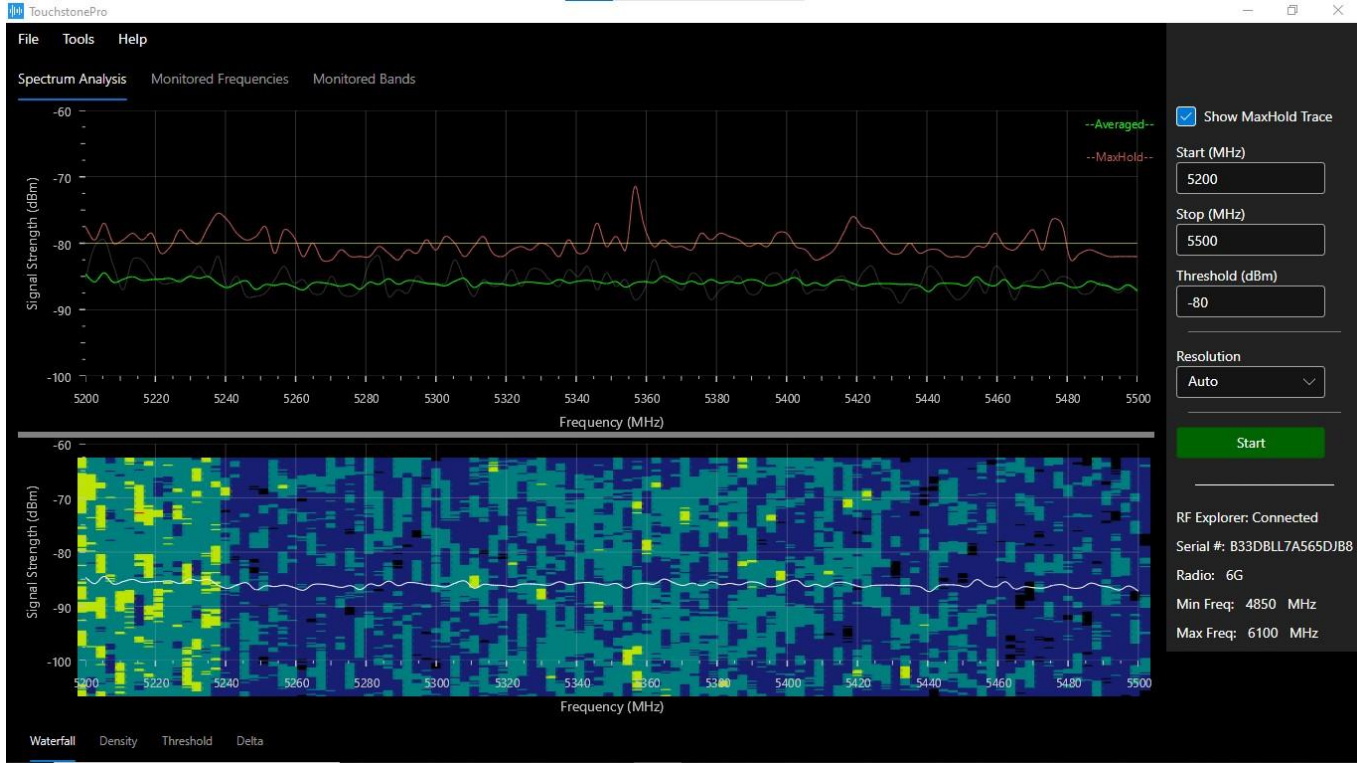 TouchstonePro
File Tools Help
Spectrum Analysis Monitored Frequencies Monitored Bands
-60
-70
-80
-90
-100
Signal Strength (dBm)
--Averaged--
--MaxHold--
5200 5220 5240 5260 5280 5300 5320 5340 5360 5380 5400 5420 5440 5460 5480 5500
Frequency (MHz)
-60
-70
-80
-90
-100
Signal Strength (dBm)
5200 5220 5240 5260 5280 5300 5320 5340 5360 5380 5400 5420 5440 5460 5480 5500
Frequency (MHz)
Waterfall Density Threshold Delta
Show MaxHold Trace
Start (MHz)
5200
Stop (MHz)
5500
Threshold (dBm)
-80
Resolution
Auto
Start
RF Explorer: Connected
Serial #: B33DBLL7A565DJB8
Radio: 6G
Min Freq: 4850 MHz
Max Freq: 6100 MHz